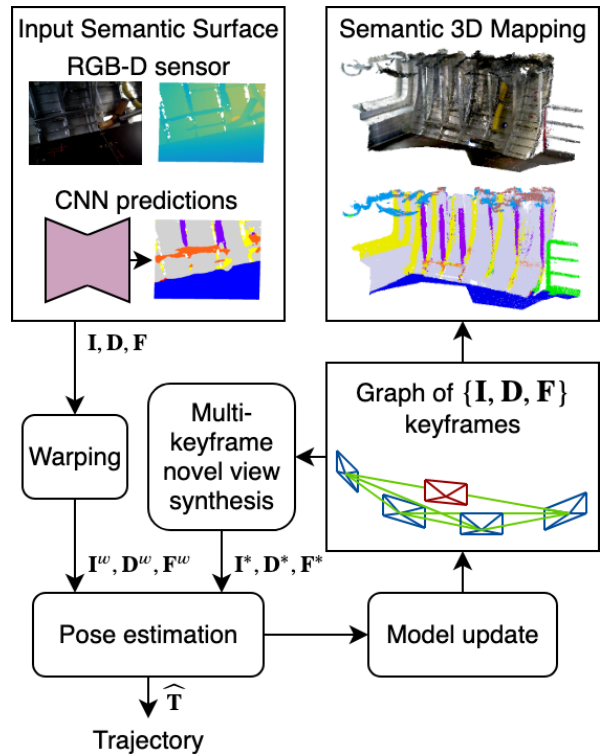 Input Semantic Surface
RGB-D sensor
CNN predictions
I, D, F
Warping
I^w, D^w, F^w
Multi-
keyframe
novel view
synthesis
I*, D*, F*
Pose estimation
T̂
Trajectory
Semantic 3D Mapping
Graph of {I, D, F}
keyframes
Model update